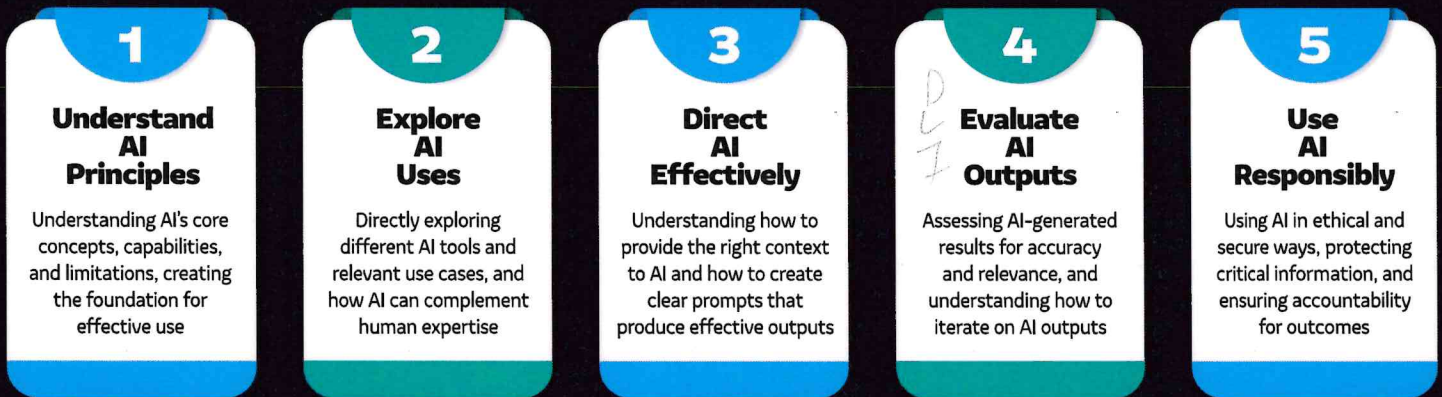 1
Understand
AI
Principles
Understanding AI's core
concepts, capabilities,
and limitations, creating
the foundation for
effective use
2
Explore
AI
Uses
Directly exploring
different AI tools and
relevant use cases, and
how AI can complement
human expertise
3
Direct
AI
Effectively
Understanding how to
provide the right context
to AI and how to create
clear prompts that
produce effective outputs
4
Evaluate
AI
Outputs
Assessing AI-generated
results for accuracy
and relevance, and
understanding how to
iterate on AI outputs
5
Use
AI
Responsibly
Using AI in ethical and
secure ways, protecting
critical information, and
ensuring accountability
for outcomes